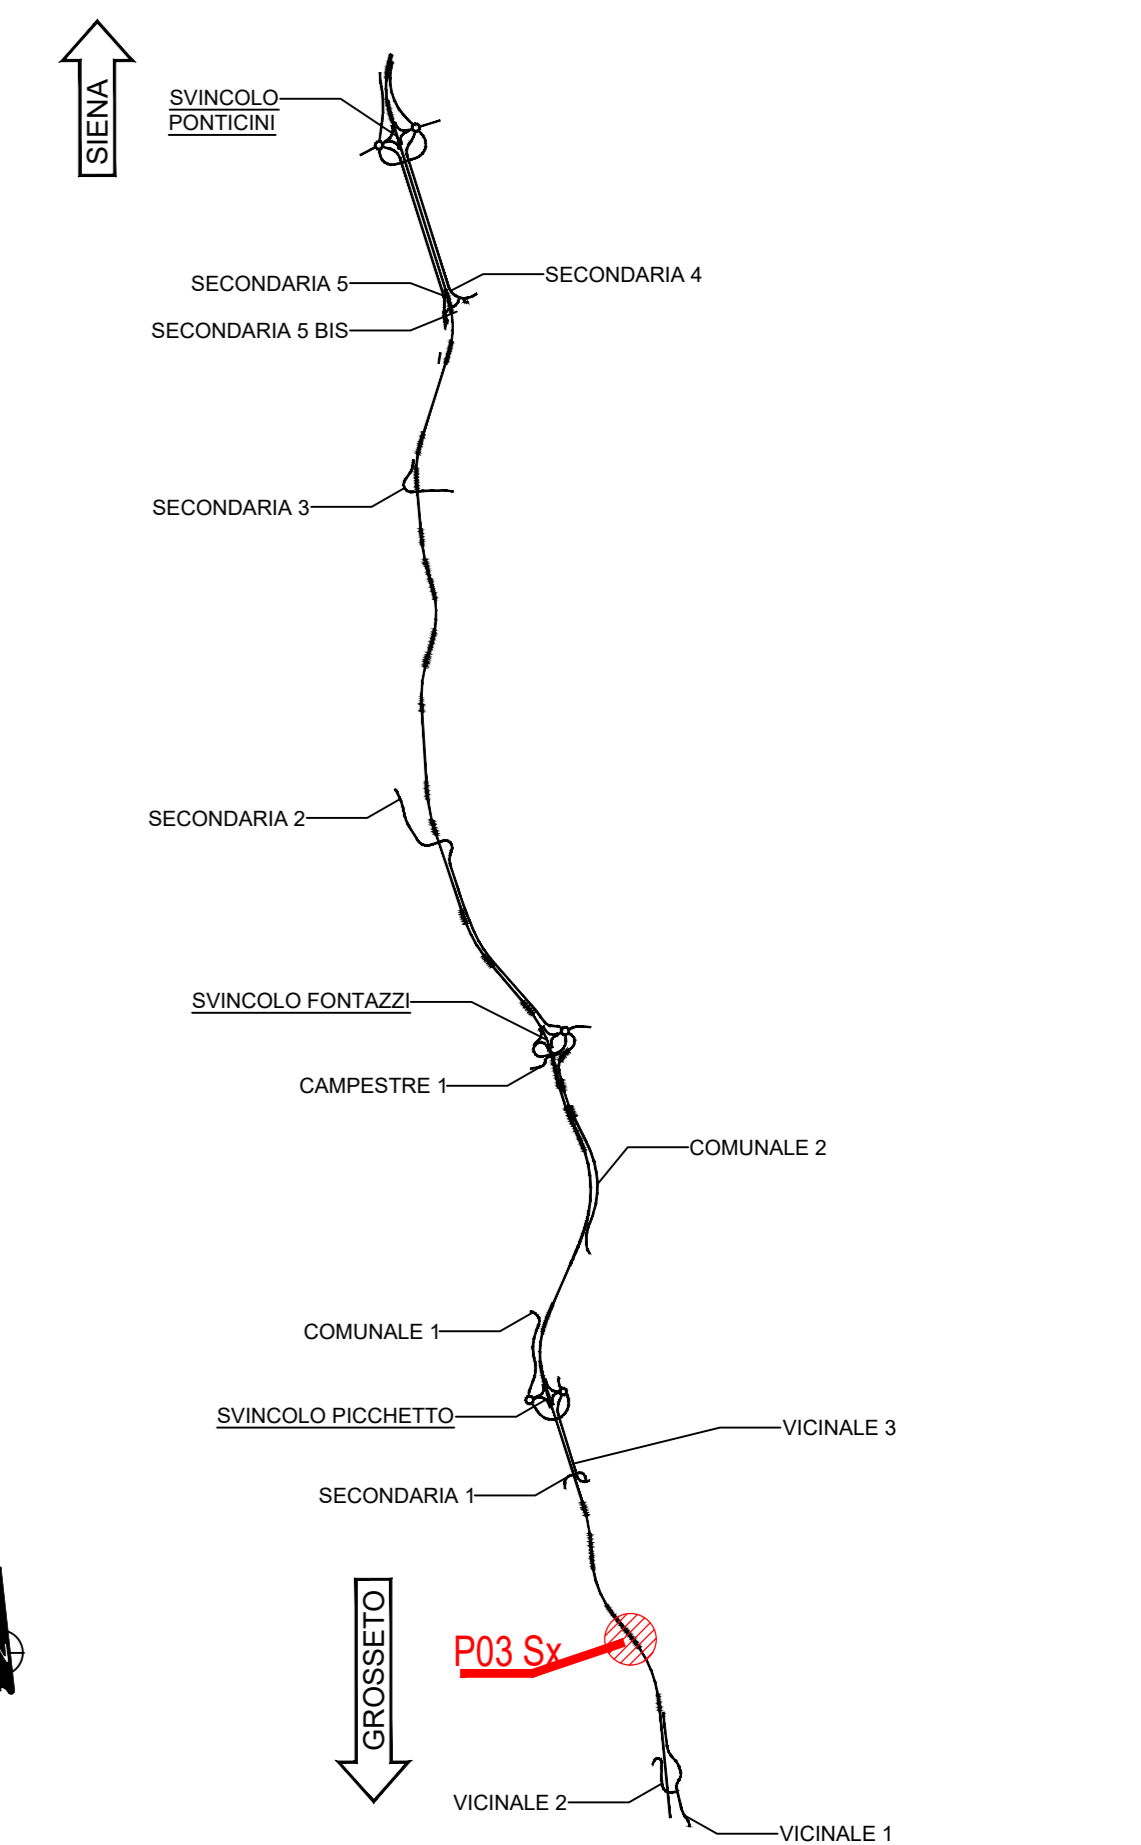 SIENA
SVINCOLO
PONTICINI
SECONDARIA 4
SECONDARIA 5
SECONDARIA 5 BIS
SECONDARIA 3
SECONDARIA 2
SVINCOLO FONTAZZI
CAMPESTRE 1
COMUNALE 2
COMUNALE 1
SVINCOLO PICCHETTO
VICINALE 3
SECONDARIA 1
GROSSETO
P03 Sx
VICINALE 2
VICINALE 1